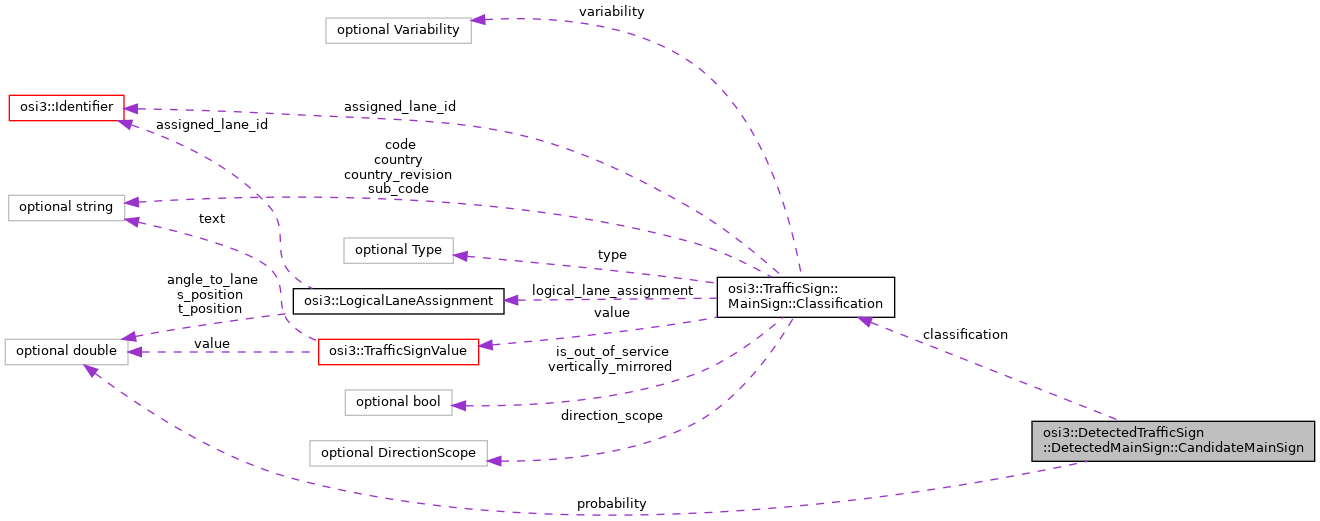 variability
optional Variability
osi3::Identifier
assigned_lane_id
assigned_lane_id
code
country
country_revision
sub_code
optional string
text
optional Type
type
angle_to_lane
s_position
t_position
osi3::LogicalLaneAssignment
logical_lane_assignment
osi3::TrafficSign::
MainSign::Classification
value
classification
optional double
value
osi3::TrafficSignValue
is_out_of_service
vertically_mirrored
optional bool
direction_scope
optional DirectionScope
osi3::DetectedTrafficSign
::DetectedMainSign::CandidateMainSign
probability